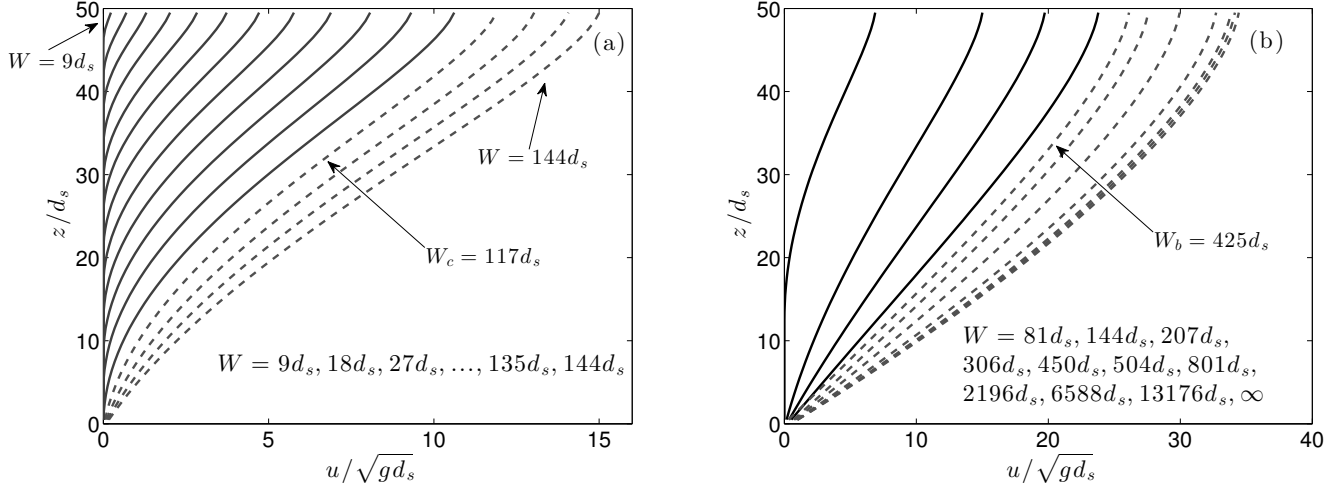 50
40
30
20
10
0
z/d_s
W = 9d_s
(a)
W = 144d_s
W_c = 117d_s
W = 9d_s, 18d_s, 27d_s, ..., 135d_s, 144d_s
0 5 10 15
u/√gd_s
50
40
30
20
10
0
z/d_s
(b)
W_b = 425d_s
W = 81d_s, 144d_s, 207d_s,
306d_s, 450d_s, 504d_s, 801d_s,
2196d_s, 6588d_s, 13176d_s, ∞
0 10 20 30 40
u/√gd_s